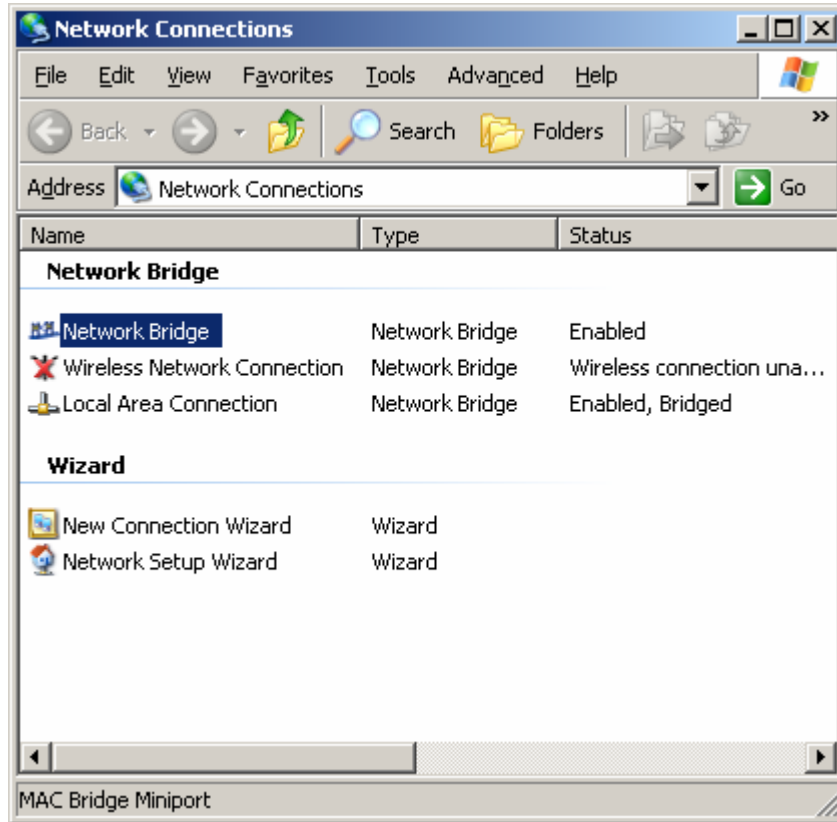 Network Connections
File Edit View Favorites Tools Advanced Help
Back Search Folders »
Address Network Connections Go
Name Type Status
Network Bridge
Network Bridge Network Bridge Enabled
Wireless Network Connection Network Bridge Wireless connection una...
Local Area Connection Network Bridge Enabled, Bridged
Wizard
New Connection Wizard Wizard
Network Setup Wizard Wizard
MAC Bridge Miniport